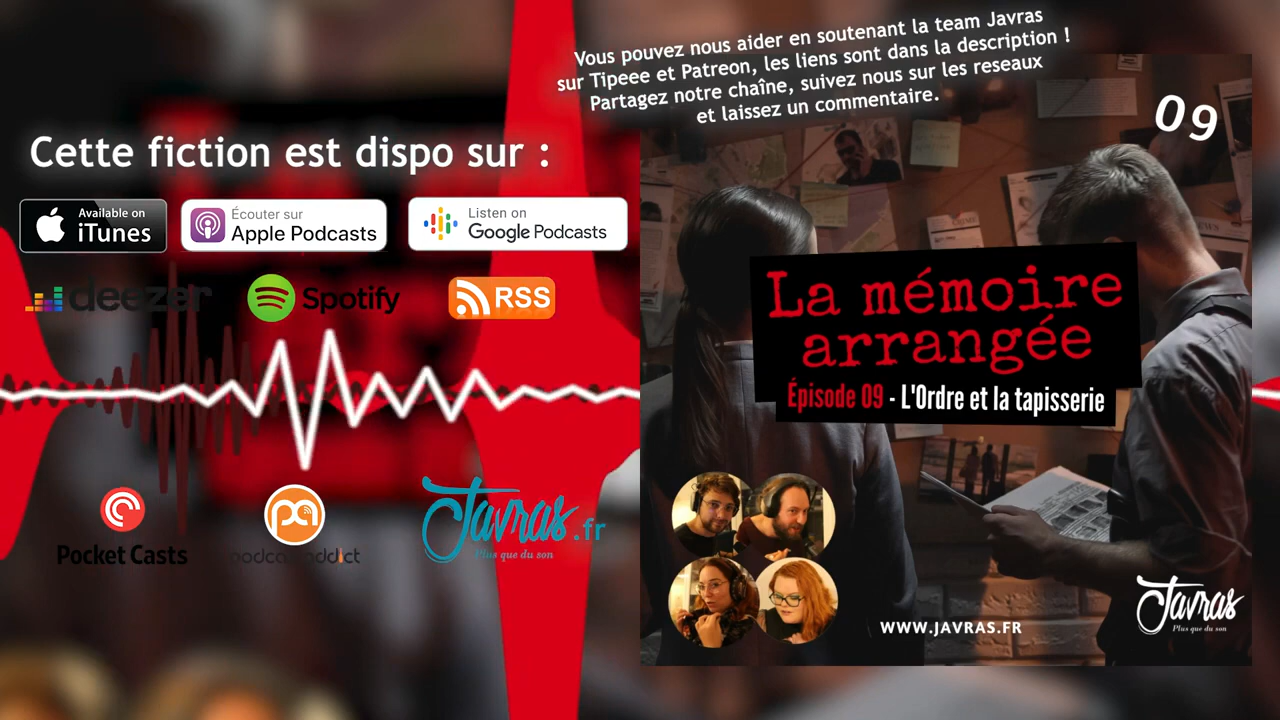 Vous pouvez nous aider en soutenant la team Javras
sur Tipeee et Patreon, les liens sont dans la description !
Partagez notre chaîne, suivez nous sur les reseaux
et laissez un commentaire.
Cette fiction est dispo sur :
Available on
iTunes
Écouter sur
Apple Podcasts
Listen on
Google Podcasts
deezer
Spotify
RSS
Pocket Casts
podcast addict
Javras.fr
Plus que du son
09
La mémoire
arrangée
Épisode 09 - L'Ordre et la tapisserie
WWW.JAVRAS.FR
Javras
Plus que du son